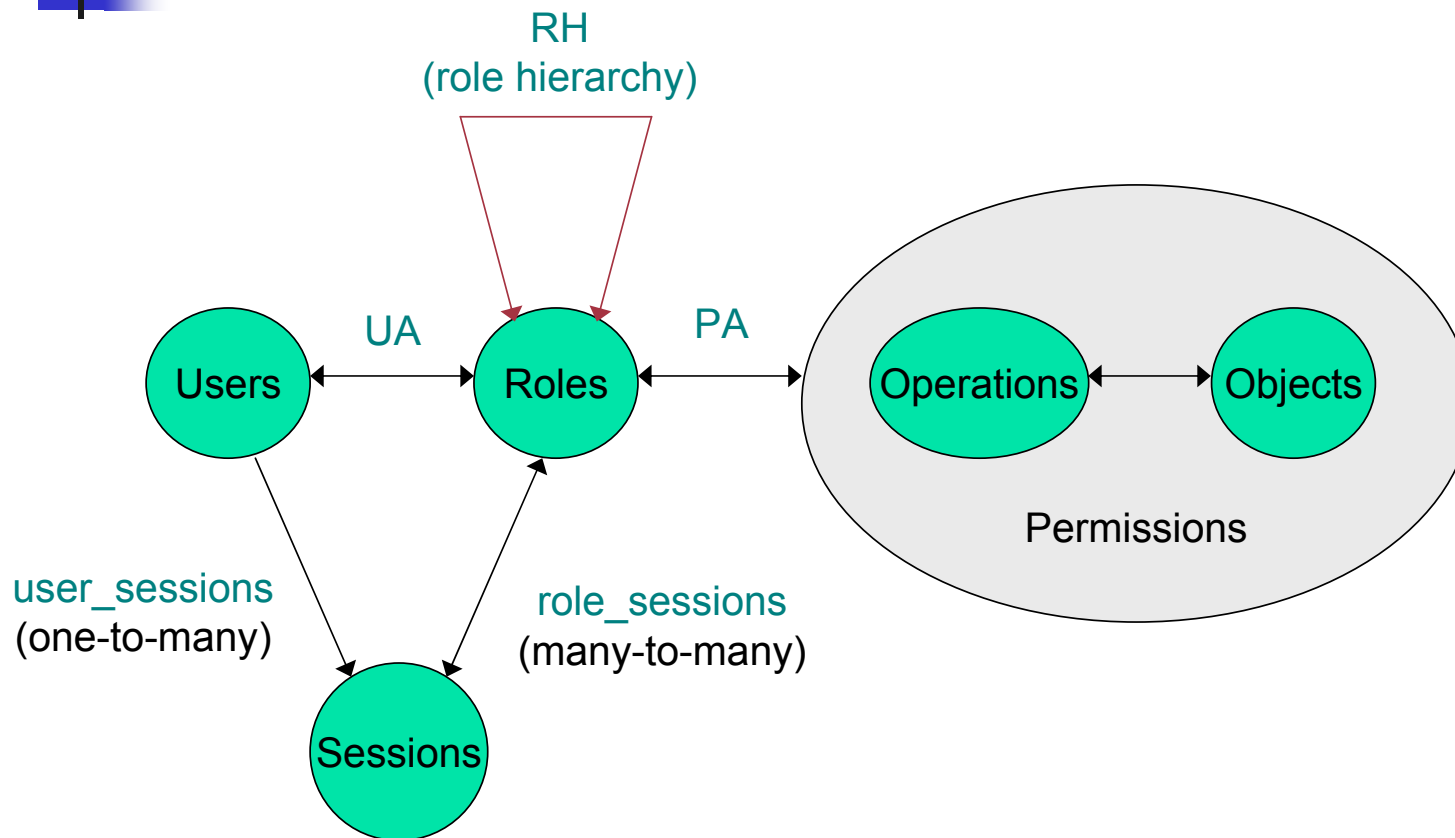 RH
(role hierarchy)
UA
PA
Users
Roles
Operations
Objects
Permissions
user_sessions
(one-to-many)
role_sessions
(many-to-many)
Sessions